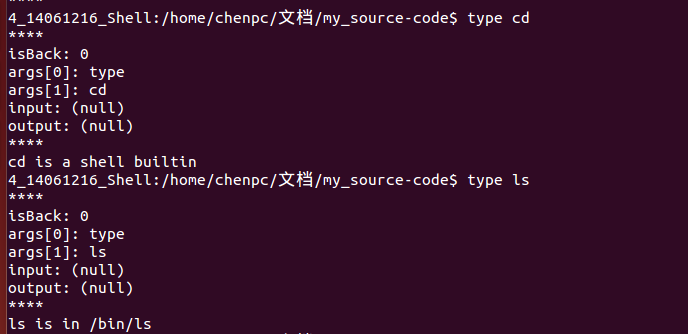 4_14061216_Shell:/home/chenpc/文档/my_source-code$ type cd
****
isBack: 0
args[0]: type
args[1]: cd
input: (null)
output: (null)
****
cd is a shell builtin
4_14061216_Shell:/home/chenpc/文档/my_source-code$ type ls
****
isBack: 0
args[0]: type
args[1]: ls
input: (null)
output: (null)
****
ls is in /bin/ls